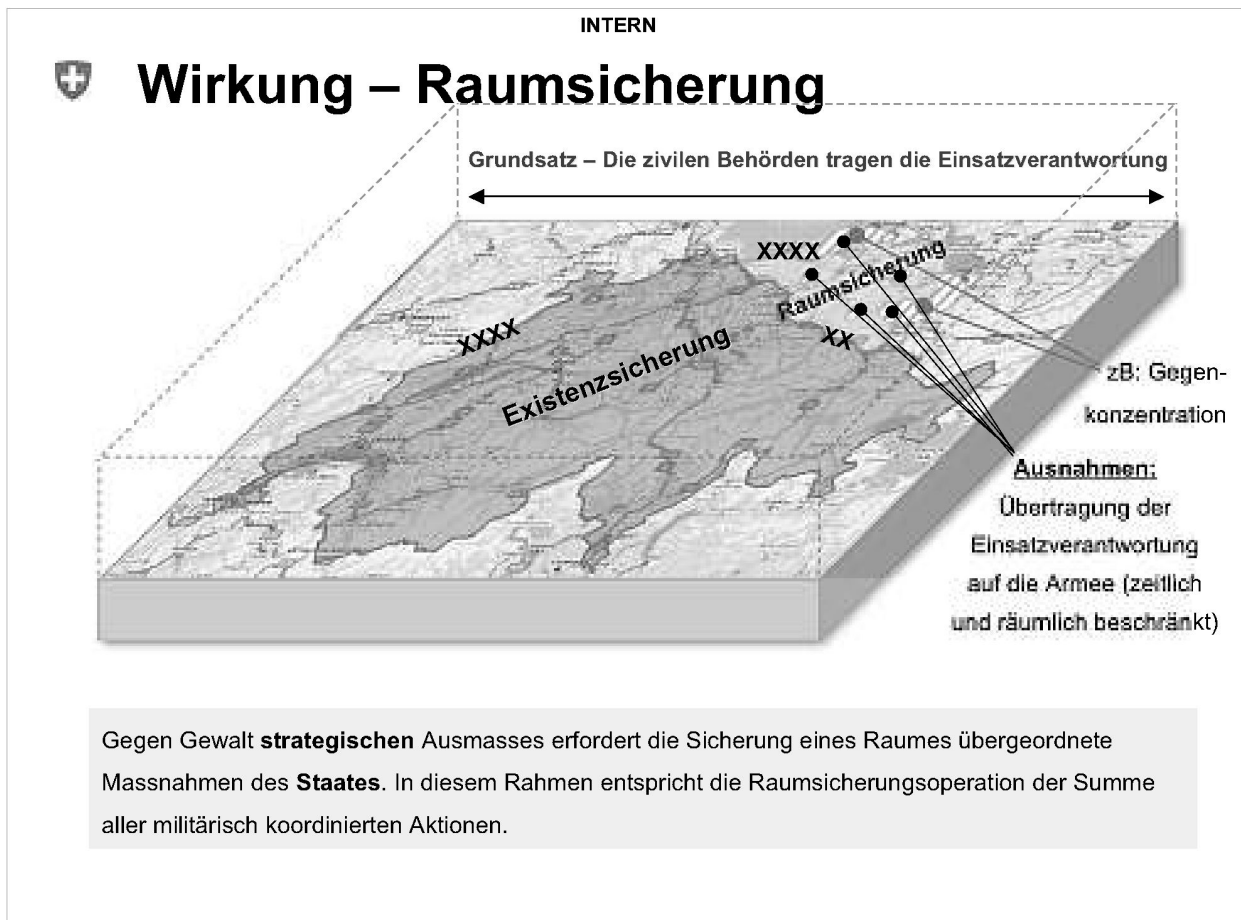 INTERN
Wirkung – Raumsicherung
Grundsatz – Die zivilen Behörden tragen die Einsatzverantwortung
XXXX
Raumsicherung
XXXX
XX
Existenzsicherung
zB: Gegen-
konzentration
Ausnahmen:
Übertragung der
Einsatzverantwortung
auf die Armee (zeitlich
und räumlich beschränkt)
Gegen Gewalt strategischen Ausmasses erfordert die Sicherung eines Raumes übergeordnete
Massnahmen des Staates. In diesem Rahmen entspricht die Raumsicherungsoperation der Summe
aller militärisch koordinierten Aktionen.